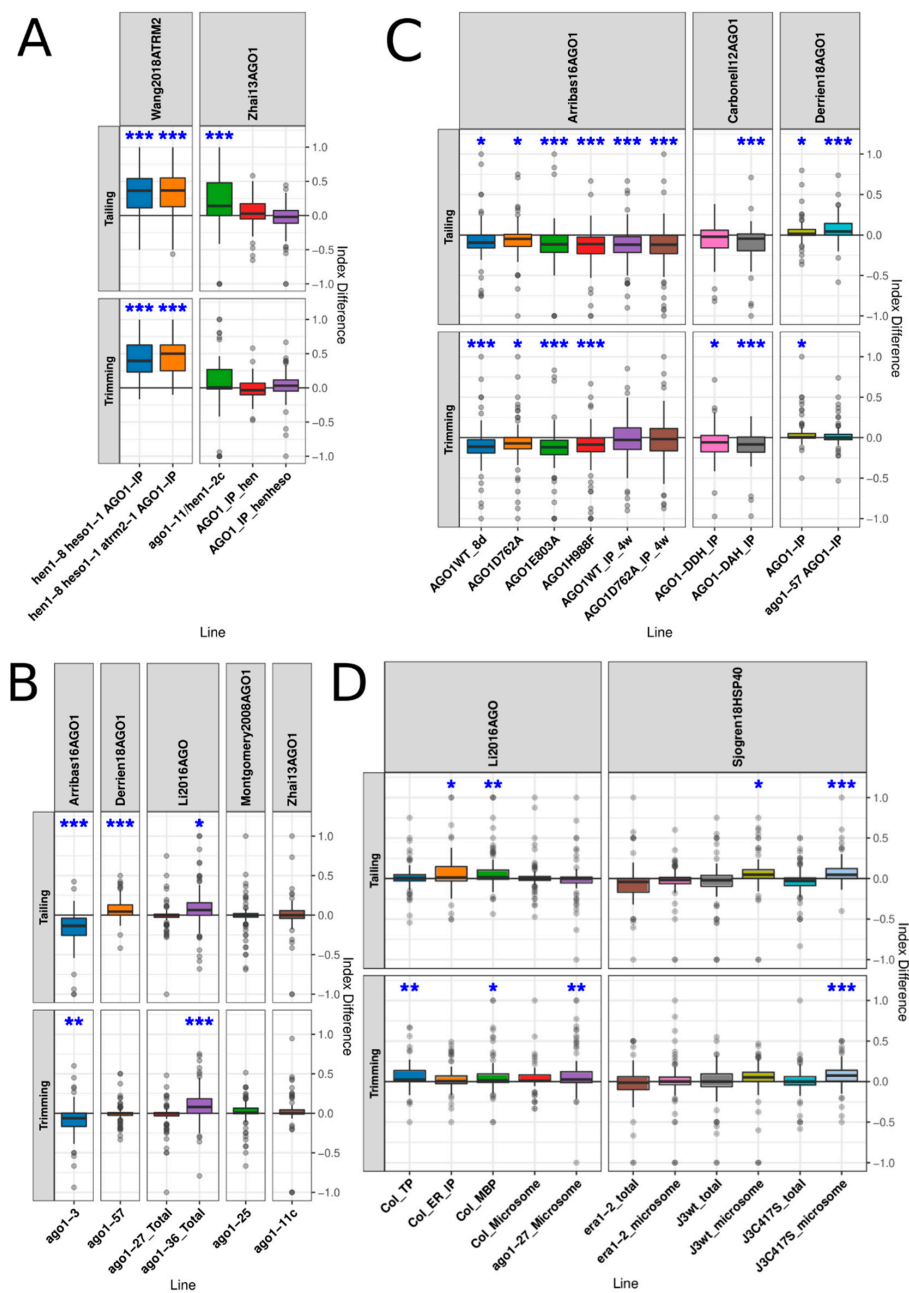 A
Wang2018ATRM2
Zhai13AGO1
Tailing
*** *** ***
1.0
0.5
0.0
−0.5
−1.0
Trimming
*** ***
1.0
0.5
0.0
−0.5
−1.0
Index Difference
hen1−8 heso1−1 AGO1−IP
hen1−8 heso1−1 atrm2−1 AGO1−IP
ago1−11/hen1−2c
AGO1_IP_hen
AGO1_IP_henheso
Line
C
Arribas16AGO1
Carbonell12AGO1
Derrien18AGO1
Tailing
* * *** *** *** *** *** * ***
1.0
0.5
0.0
−0.5
−1.0
Trimming
*** * *** *** * *** *
1.0
0.5
0.0
−0.5
−1.0
Index Difference
AGO1WT_8d
AGO1D762A
AGO1E803A
AGO1H988F
AGO1WT_IP_4w
AGO1D762A_IP_4w
AGO1−DDH_IP
AGO1−DAH_IP
AGO1−IP
ago1−57 AGO1−IP
Line
B
Arribas16AGO1
Derrien18AGO1
Li2016AGO
Montgomery2008AGO1
Zhai13AGO1
Tailing
*** *** *
1.0
0.5
0.0
−0.5
−1.0
Trimming
** ***
1.0
0.5
0.0
−0.5
−1.0
Index Difference
ago1−3
ago1−57
ago1−27_Total
ago1−36_Total
ago1−25
ago1−11c
Line
D
Li2016AGO
Sjogren18HSP40
Tailing
* ** * ***
1.0
0.5
0.0
−0.5
−1.0
Trimming
** * ** ***
1.0
0.5
0.0
−0.5
−1.0
Index Difference
Col_TP
Col_ER_IP
Col_MBP
Col_Microsome
ago1−27_Microsome
era1−2_total
era1−2_microsome
J3wt_total
J3wt_microsome
J3C417S_total
J3C417S_microsome
Line